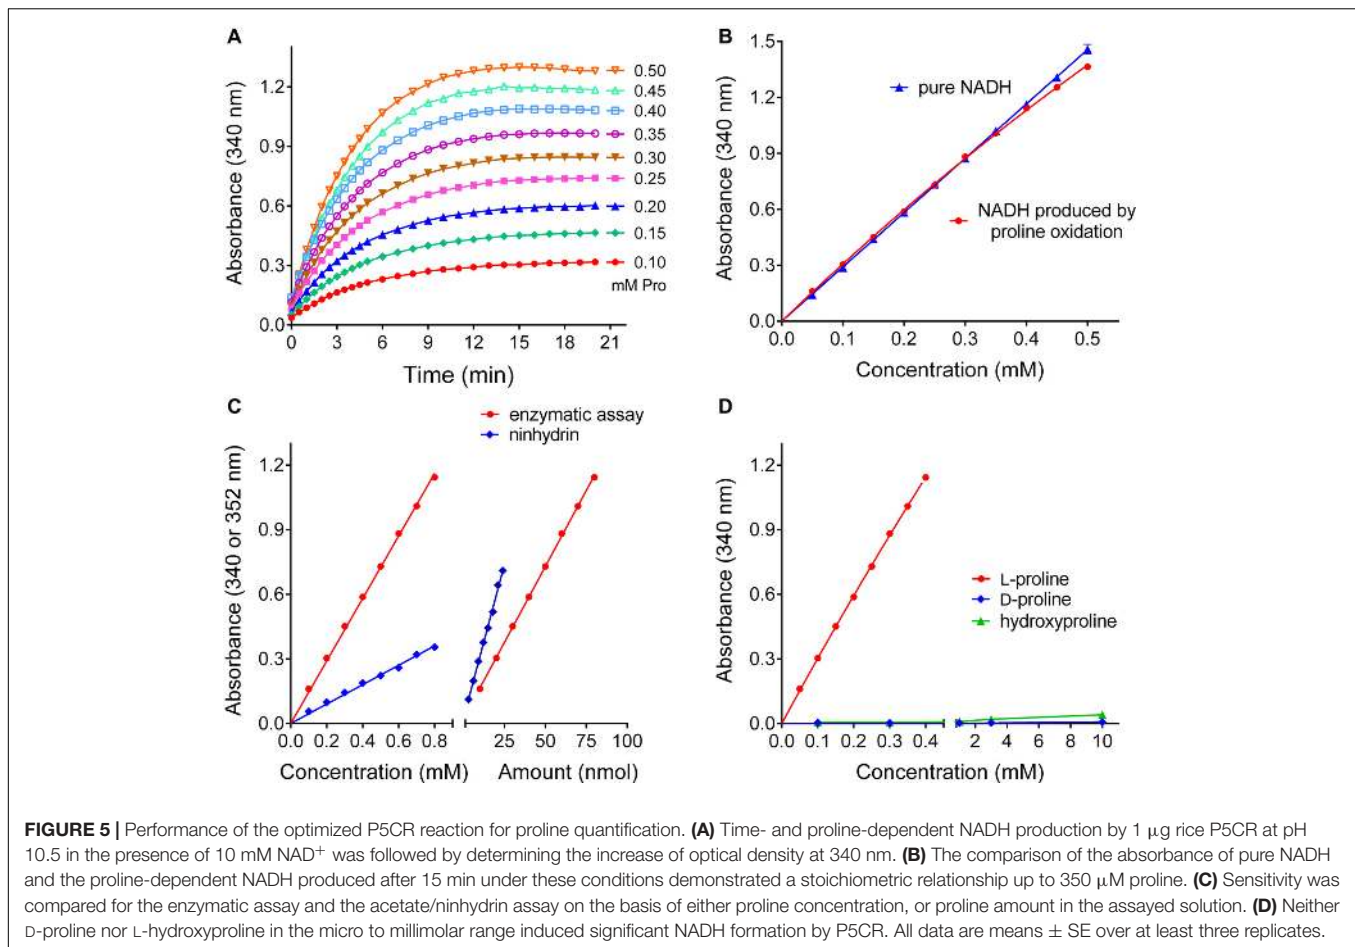 A
Absorbance (340 nm)
1.2
0.9
0.6
0.3
0.0
0 3 6 9 12 15 18 21
Time (min)
0.50
0.45
0.40
0.35
0.30
0.25
0.20
0.15
0.10
mM Pro
B
Absorbance (340 nm)
1.5
1.2
0.9
0.6
0.3
0.0
0.0 0.1 0.2 0.3 0.4 0.5
Concentration (mM)
pure NADH
NADH produced by
proline oxidation
C
enzymatic assay
ninhydrin
Absorbance (340 or 352 nm)
1.2
0.9
0.6
0.3
0.0
0.0 0.2 0.4 0.6 0.8 25 50 75 100
Concentration (mM) Amount (nmol)
D
Absorbance (340 nm)
1.2
0.9
0.6
0.3
0.0
0.0 0.1 0.2 0.3 0.4 2 4 6 8 10
Concentration (mM)
L-proline
D-proline
hydroxyproline
FIGURE 5 | Performance of the optimized P5CR reaction for proline quantification. (A) Time- and proline-dependent NADH production by 1 μg rice P5CR at pH
10.5 in the presence of 10 mM NAD⁺ was followed by determining the increase of optical density at 340 nm. (B) The comparison of the absorbance of pure NADH
and the proline-dependent NADH produced after 15 min under these conditions demonstrated a stoichiometric relationship up to 350 μM proline. (C) Sensitivity was
compared for the enzymatic assay and the acetate/ninhydrin assay on the basis of either proline concentration, or proline amount in the assayed solution. (D) Neither
D-proline nor L-hydroxyproline in the micro to millimolar range induced significant NADH formation by P5CR. All data are means ± SE over at least three replicates.